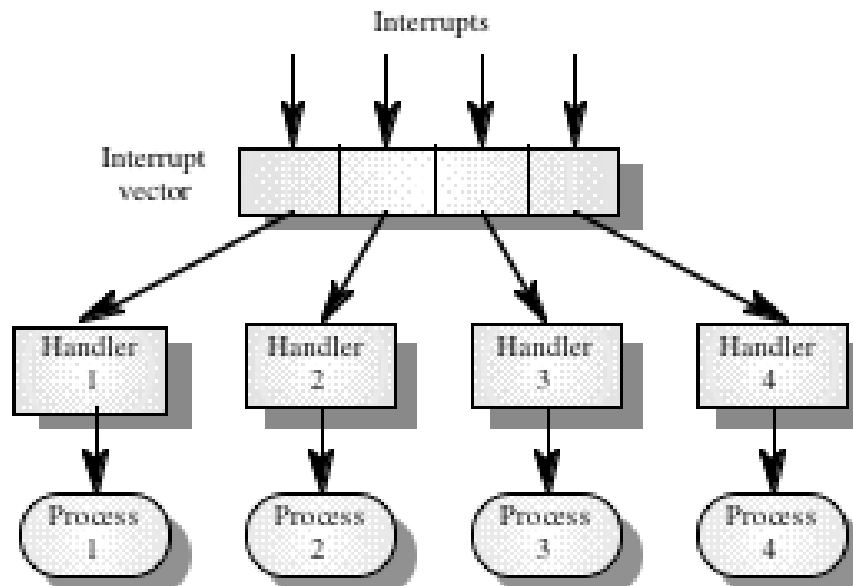 Interrupts
Interrupt
vector
Handler
1
Handler
2
Handler
3
Handler
4
Process
1
Process
2
Process
3
Process
4